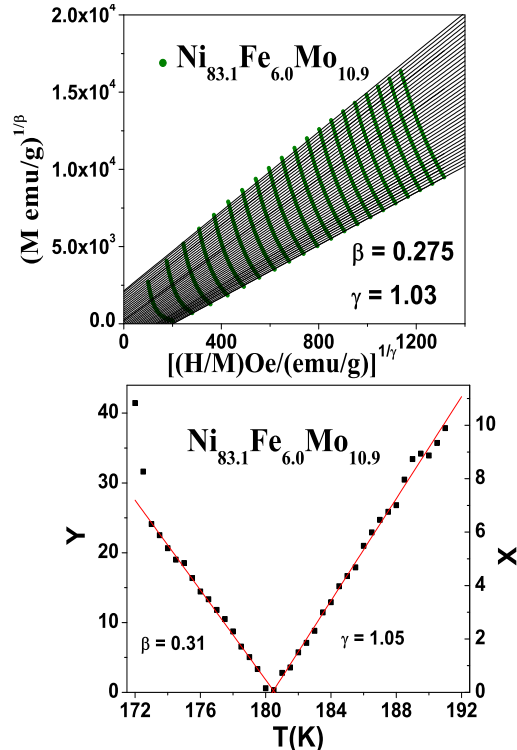 Ni83.1Fe6.0Mo10.9
2.0x10^4
1.5x10^4
1.0x10^4
5.0x10^3
0.0
(M emu/g)^1/β
β = 0.275
γ = 1.03
0 400 800 1200
[(H/M)Oe/(emu/g)]^1/γ
Ni83.1Fe6.0Mo10.9
40
30
20
10
0
Y
10
8
6
4
2
0
X
β = 0.31
γ = 1.05
172 176 180 184 188 192
T(K)